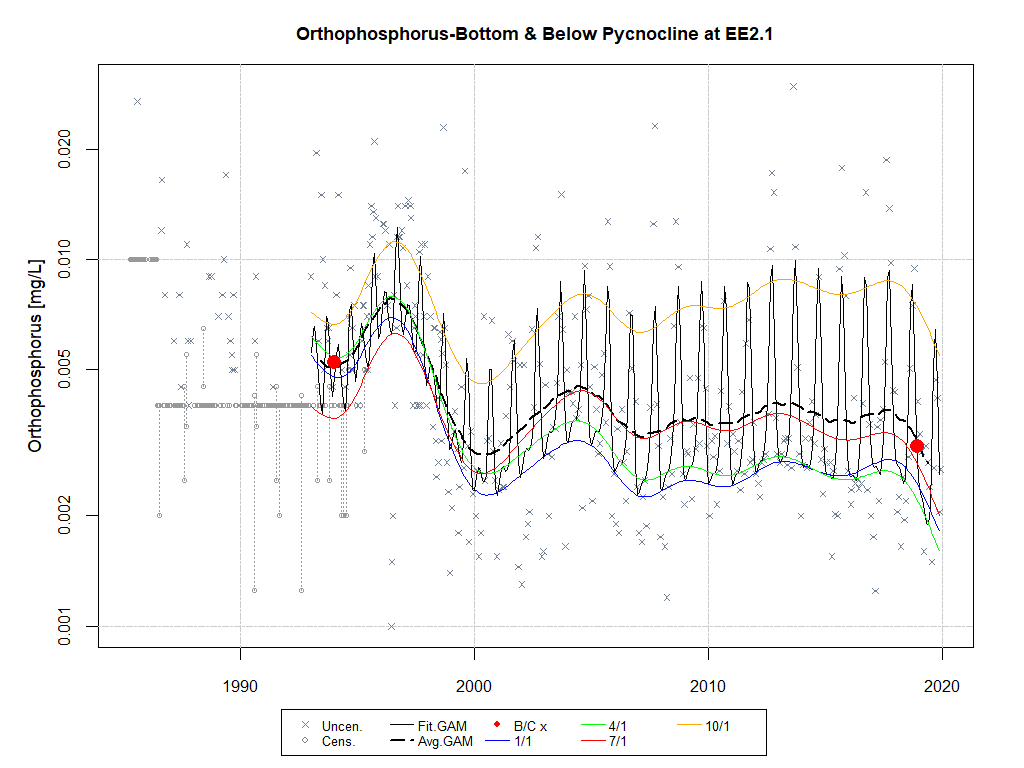 Orthophosphorus-Bottom & Below Pycnocline at EE2.1
Orthophosphorus [mg/L]
0.020
0.010
0.005
0.002
0.001
1990 2000 2010 2020
Uncen. Fit.GAM B/C x 4/1 10/1
Cens. Avg.GAM 1/1 7/1